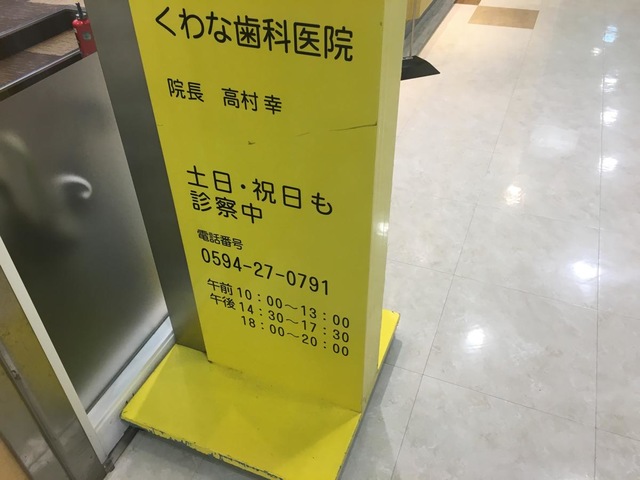 くわな歯科医院
院長 高村 幸
土日・祝日も
診察中
電話番号
0594-27-0791
午前 10：00～13：00
午後 14：30～17：30
18：00～20：00